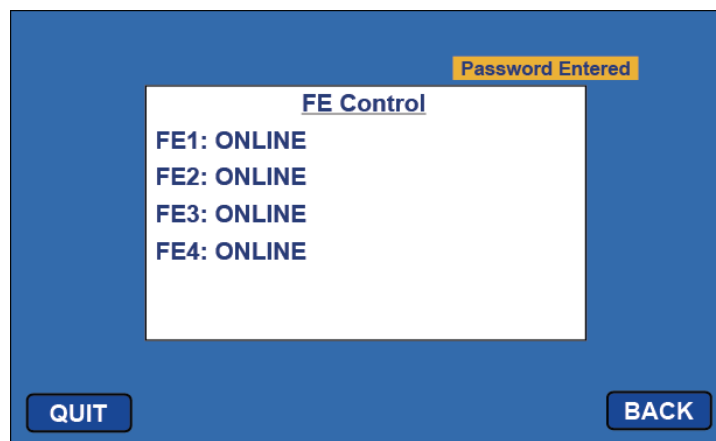 Password Entered
FE Control
FE1: ONLINE
FE2: ONLINE
FE3: ONLINE
FE4: ONLINE
QUIT
BACK